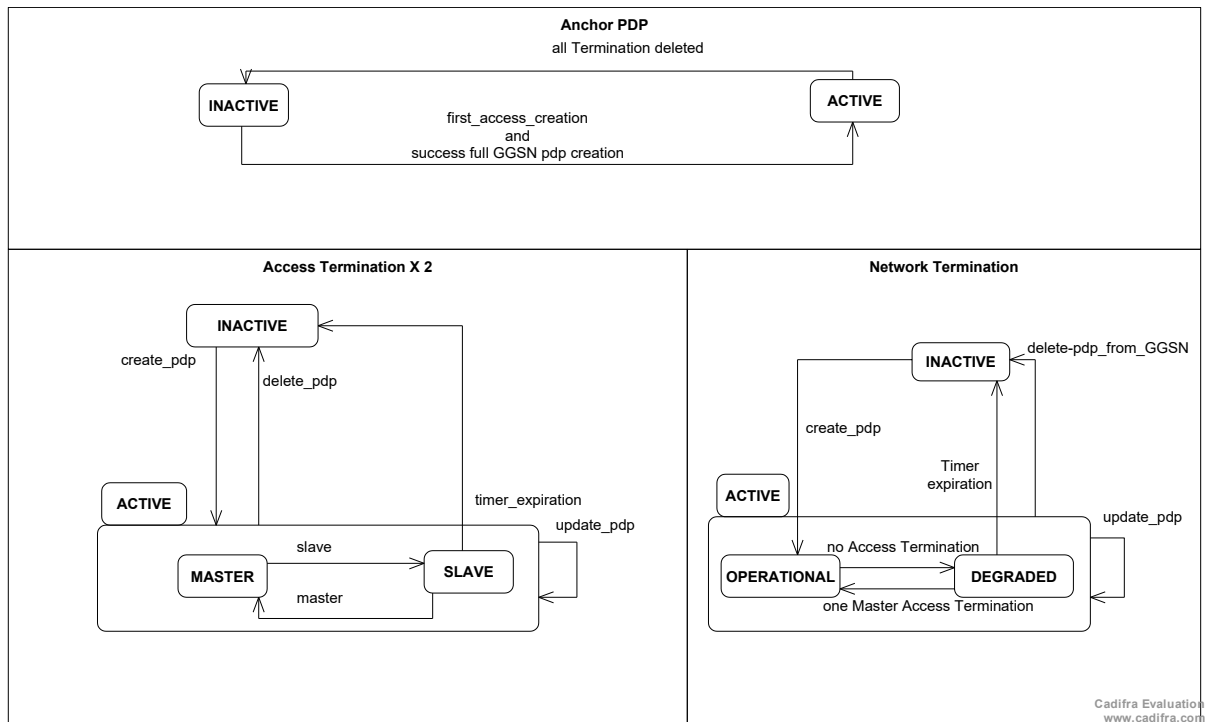 Anchor PDP
all Termination deleted
INACTIVE
ACTIVE
first_access_creation
and
success full GGSN pdp creation
Access Termination X 2
INACTIVE
create_pdp
delete_pdp
timer_expiration
ACTIVE
update_pdp
slave
MASTER
SLAVE
master
Network Termination
delete-pdp_from_GGSN
INACTIVE
create_pdp
Timer
expiration
ACTIVE
update_pdp
no Access Termination
OPERATIONAL
DEGRADED
one Master Access Termination
Cadifra Evaluation
www.cadifra.com